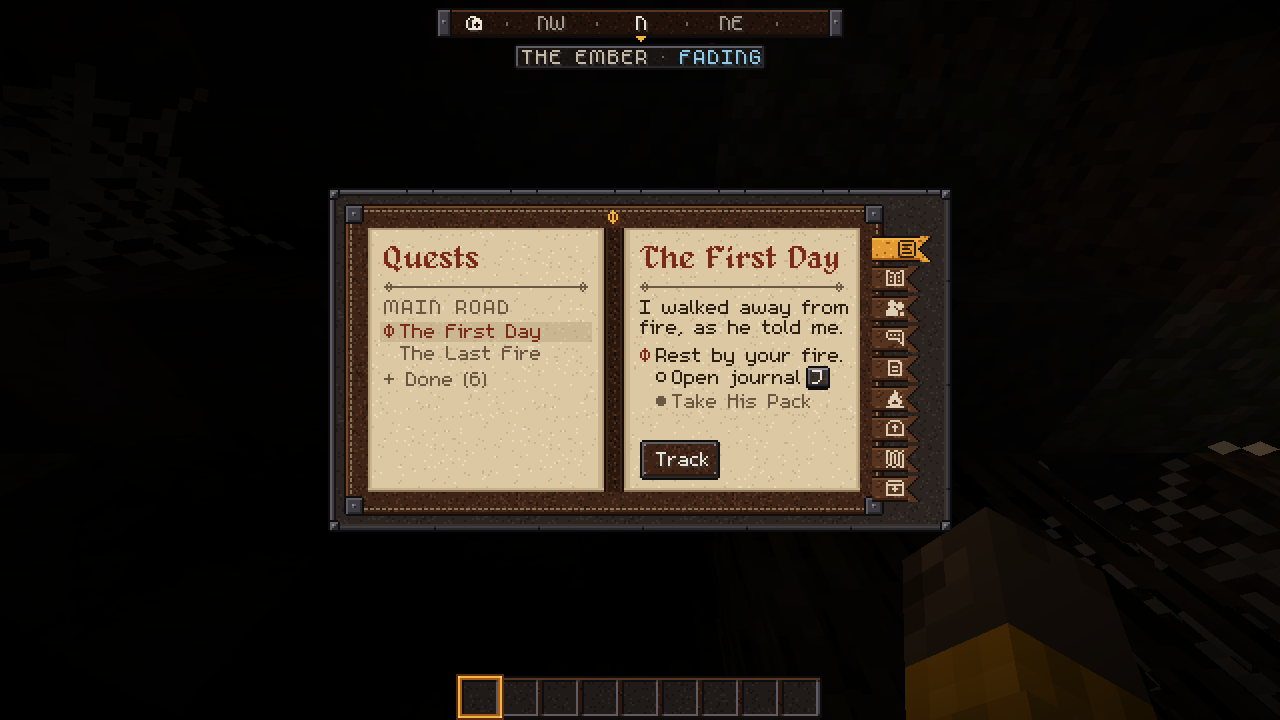 NW · N · NE
THE EMBER · FADING
Quests
MAIN ROAD
The First Day
The Last Fire
+ Done (6)
The First Day
I walked away from
fire, as he told me.
Rest by your fire.
Open journal J
Take His Pack
Track